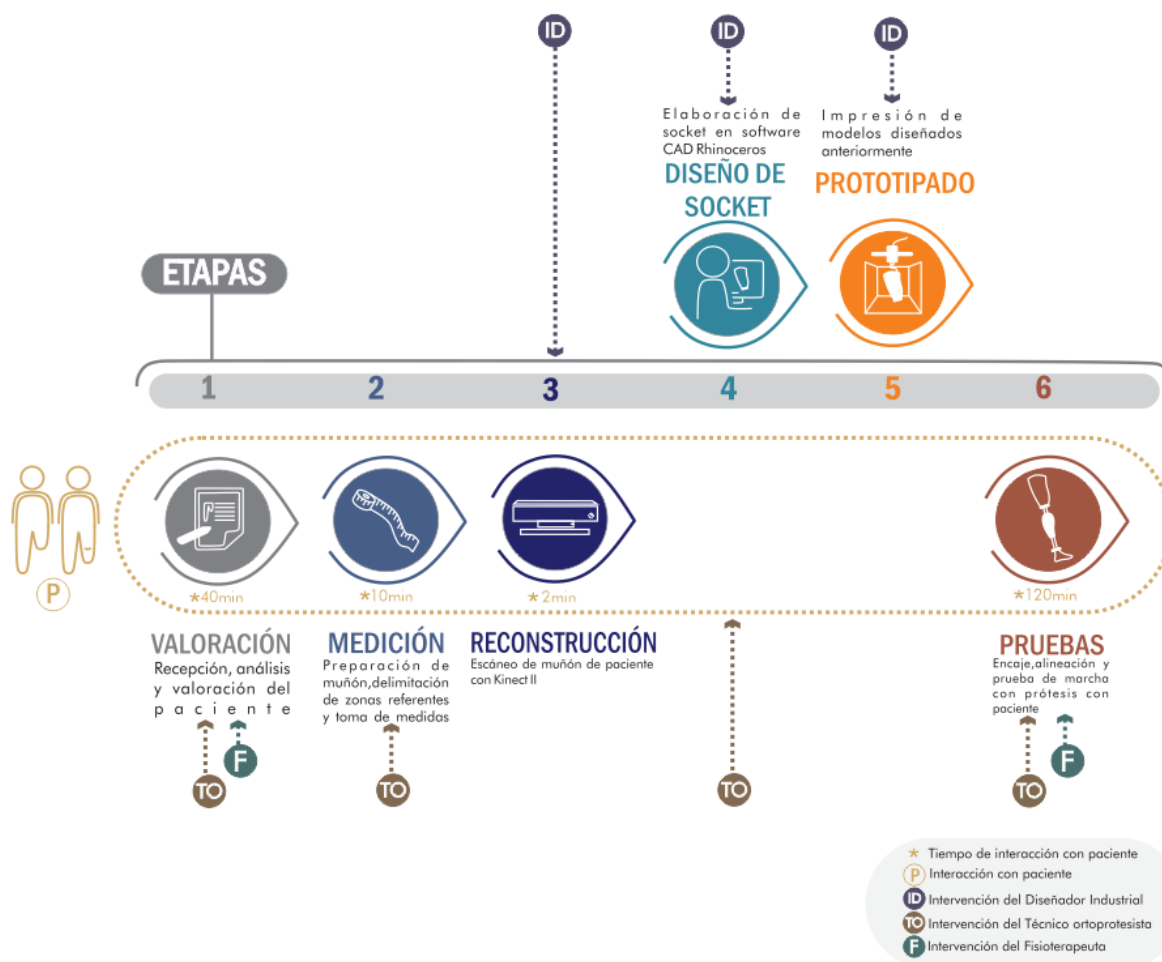 ID
ID
ID
Elaboración de
socket en software
CAD Rhinoceros
DISEÑO DE
SOCKET
Impresión de
modelos diseñados
anteriormente
PROTOTIPADO
ETAPAS
1
2
3
4
5
6
P
*40min
*10min
*2min
*120min
VALORACIÓN
Recepción, análisis
y valoración del
paciente
MEDICIÓN
Preparación de
muñón,delimitación
de zonas referentes
y toma de medidas
RECONSTRUCCIÓN
Escáneo de muñón de paciente
con Kinect II
PRUEBAS
Encaje,alineación y
prueba de marcha
con prótesis con
paciente
F
TO
TO
TO
F
TO
* Tiempo de interacción con paciente
P Interacción con paciente
ID Intervención del Diseñador Industrial
TO Intervención del Técnico ortoprotesista
F Intervención del Fisioterapeuta